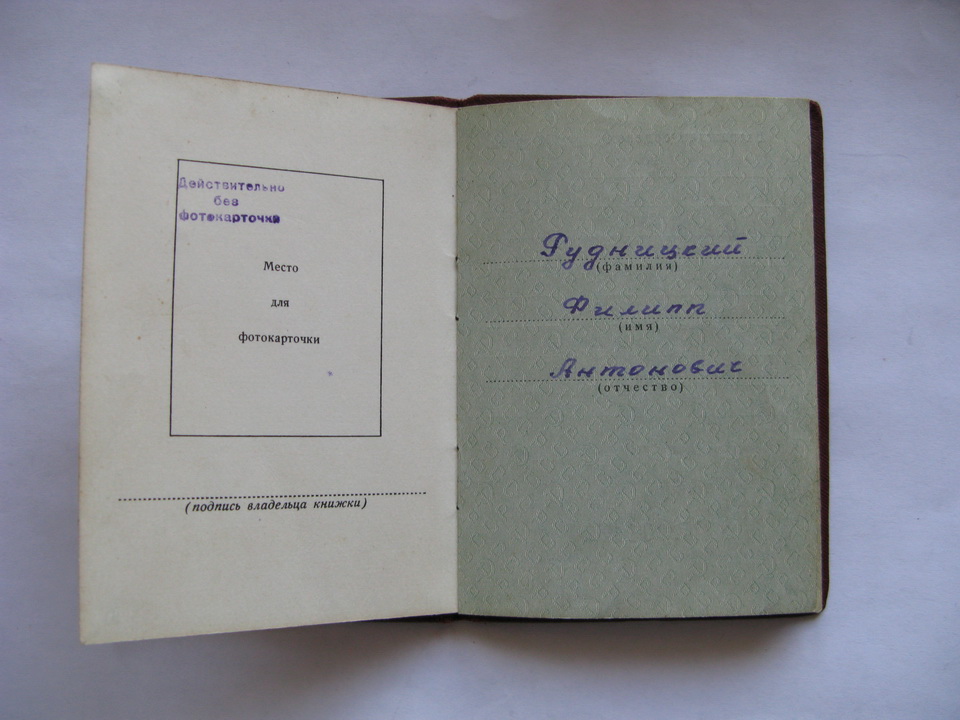 Действительно
без
фотокарточки
Место
для
фотокарточки
(подпись владельца книжки)
Рудницкий
(фамилия)
Филипп
(имя)
Антонович
(отчество)